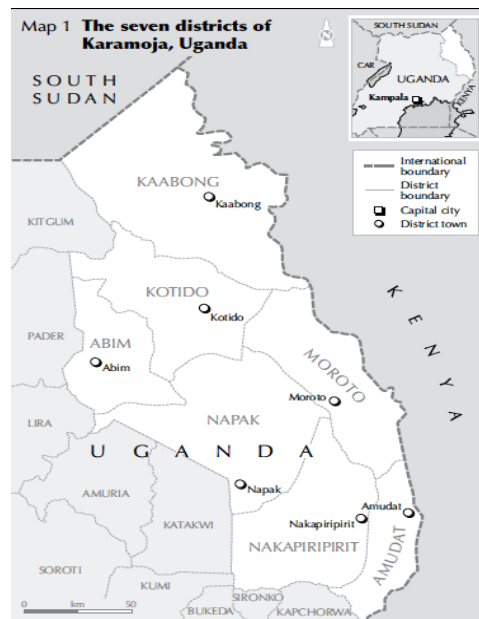 Map 1 The seven districts of
Karamoja, Uganda
N
SOUTH SUDAN
CAR
UGANDA
Kampala
KENYA
International
boundary
District
boundary
Capital city
District town
SOUTH
SUDAN
KAABONG
Kaabong
KITGUM
KOTIDO
Kotido
KENYA
PADER
ABIM
Abim
MOROTO
Moroto
LIRA
NAPAK
UGANDA
Napak
AMURIA
Amudat
Nakapiripirit
KATAKWI
NAKAPIRIPIRIT
AMUDAT
SOROTI
KUMI
SIRONKO
BUKEDA
KAPCHORWA
0 km 50